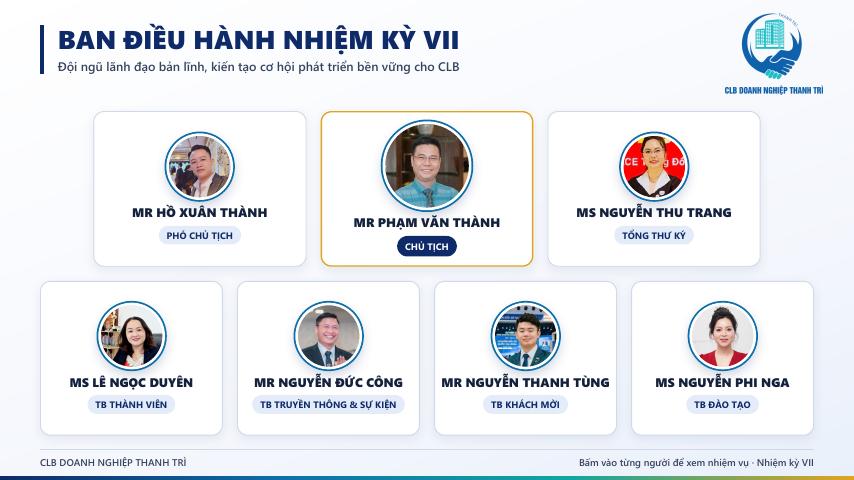 BAN ĐIỀU HÀNH NHIỆM KỲ VII
Đội ngũ lãnh đạo bản lĩnh, kiến tạo cơ hội phát triển bền vững cho CLB
THANH TRÌ
CLB DOANH NGHIỆP THANH TRÌ
MR HỒ XUÂN THÀNH
PHÓ CHỦ TỊCH
MR PHẠM VĂN THÀNH
CHỦ TỊCH
MS NGUYỄN THU TRANG
TỔNG THƯ KÝ
MS LÊ NGỌC DUYÊN
TB THÀNH VIÊN
MR NGUYỄN ĐỨC CÔNG
TB TRUYỀN THÔNG & SỰ KIỆN
MR NGUYỄN THANH TÙNG
TB KHÁCH MỜI
MS NGUYỄN PHI NGA
TB ĐÀO TẠO
CLB DOANH NGHIỆP THANH TRÌ
Bấm vào từng người để xem nhiệm vụ · Nhiệm kỳ VII